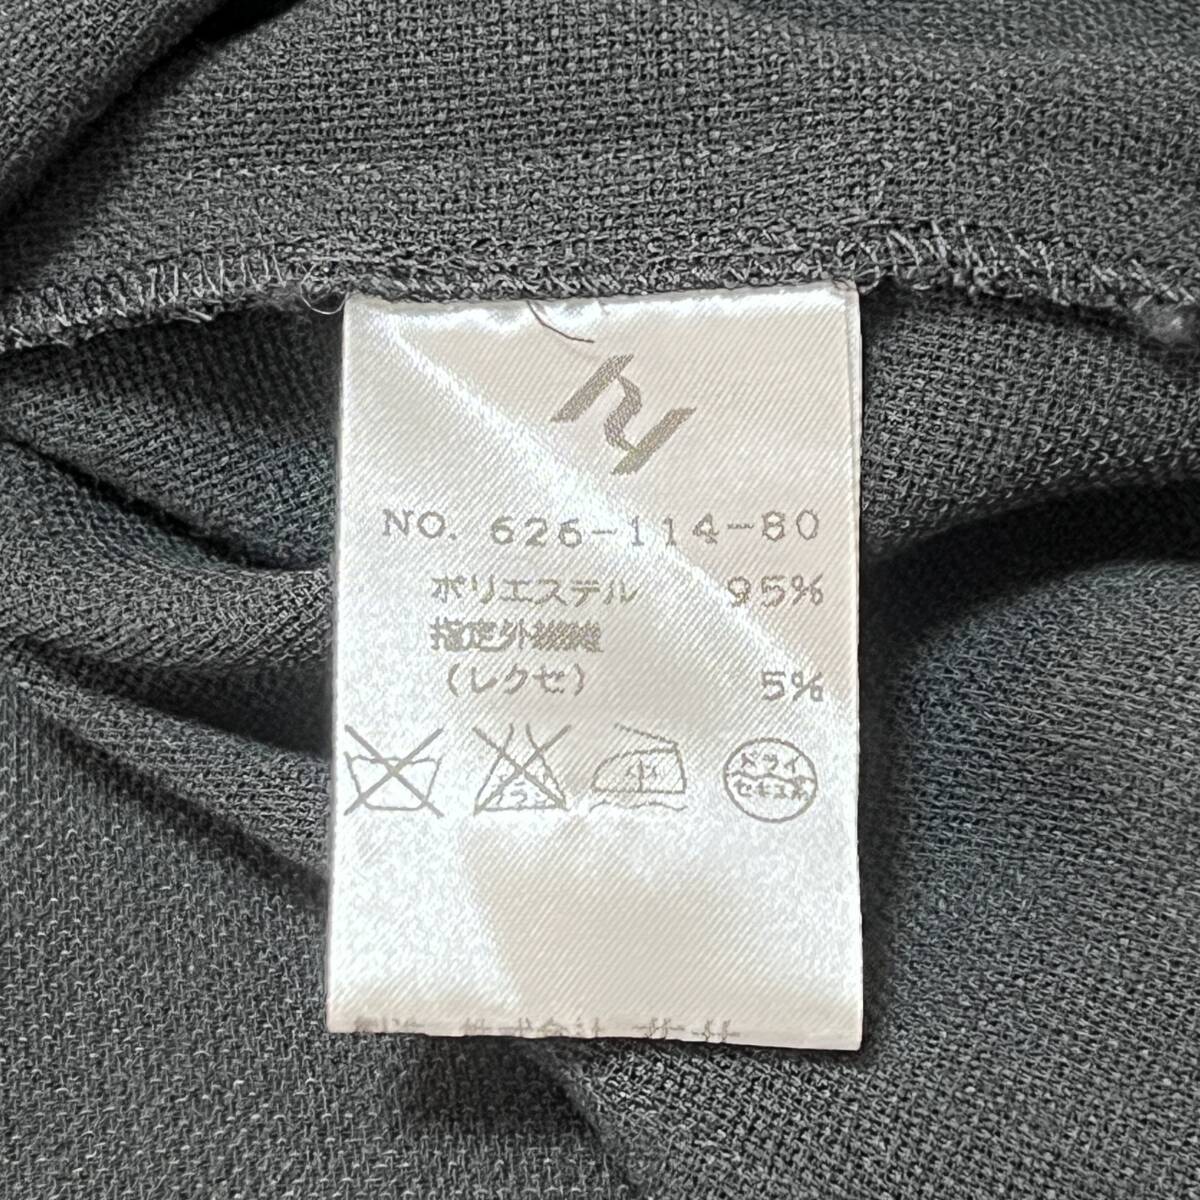 NO. 626-114-80
ポリエステル 95%
指定外繊維
(レクセ) 5%
中
ドライ
セキユ系